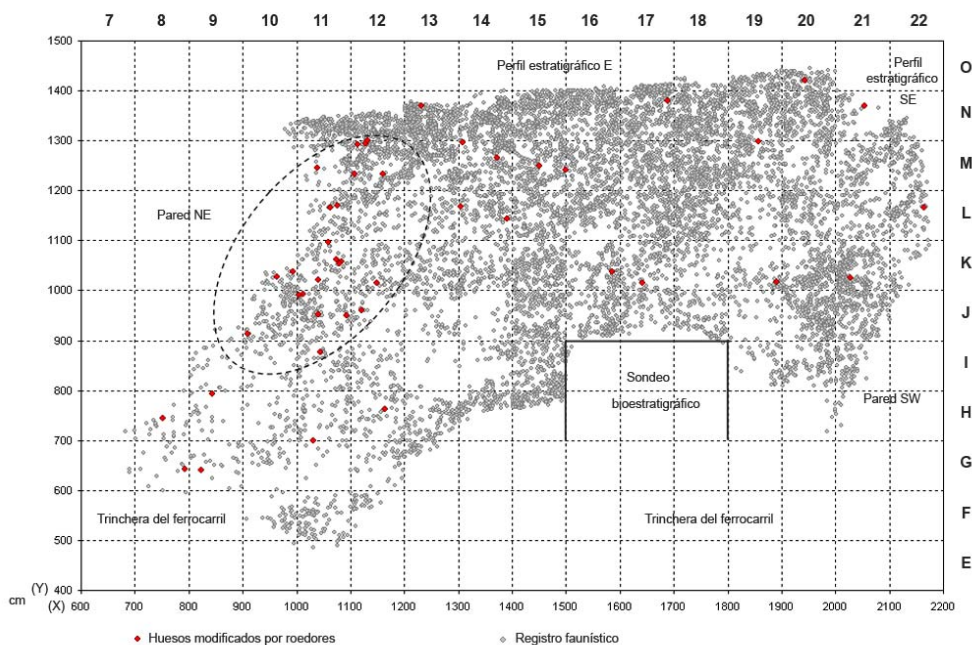 7 8 9 10 11 12 13 14 15 16 17 18 19 20 21 22
1500
Perfil estratigráfico E
Perfil
estratigráfico
SE
O
1400
N
1300
M
1200
Pared NE
L
1100
K
1000
J
900
I
Sondeo
bioestratigráfico
800
Pared SW
H
700
G
600
Trinchera del ferrocarril
Trinchera del ferrocarril
F
500
E
400
cm
(Y)
(X)
600 700 800 900 1000 1100 1200 1300 1400 1500 1600 1700 1800 1900 2000 2100 2200
Huesos modificados por roedores
Registro faunístico